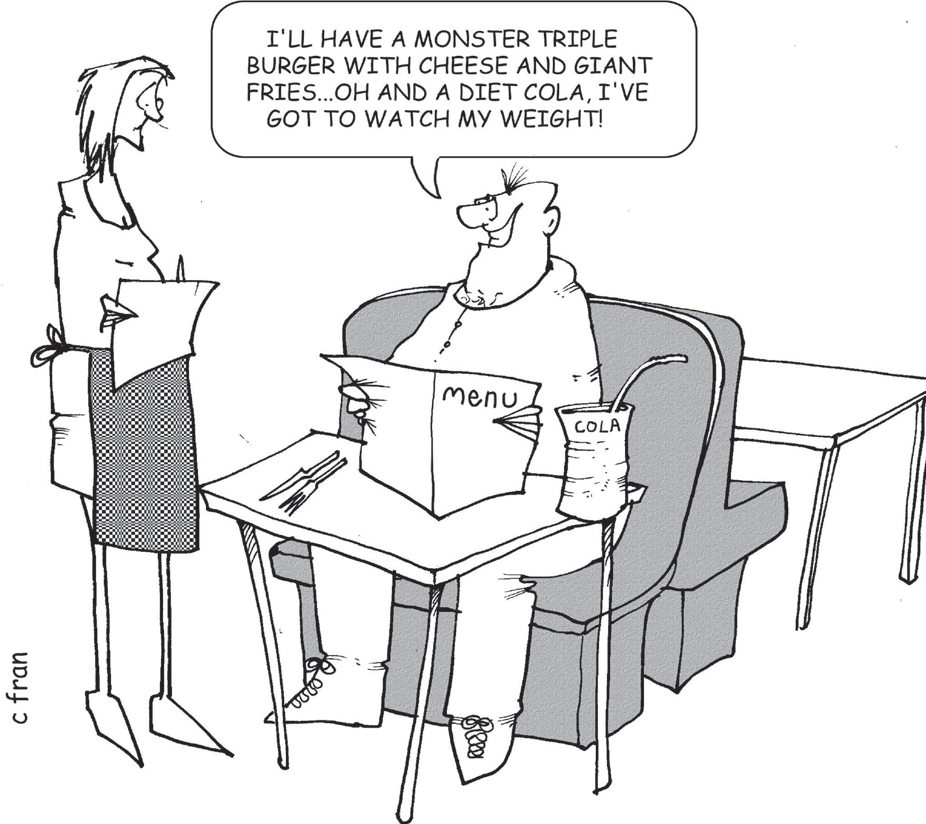 I'LL HAVE A MONSTER TRIPLE
BURGER WITH CHEESE AND GIANT
FRIES...OH AND A DIET COLA, I'VE
GOT TO WATCH MY WEIGHT!
menu
COLA
c fran